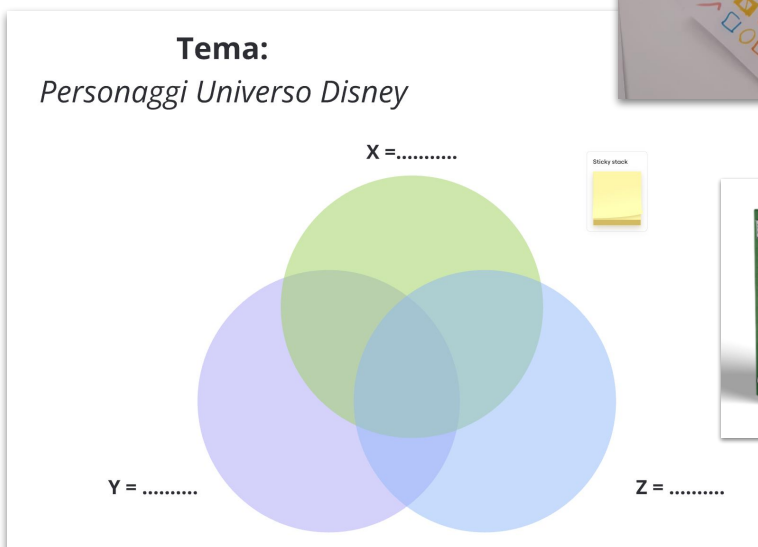 Tema:
Personaggi Universo Disney
X =...........
Sticky stack
Y = ..........
Z = ..........